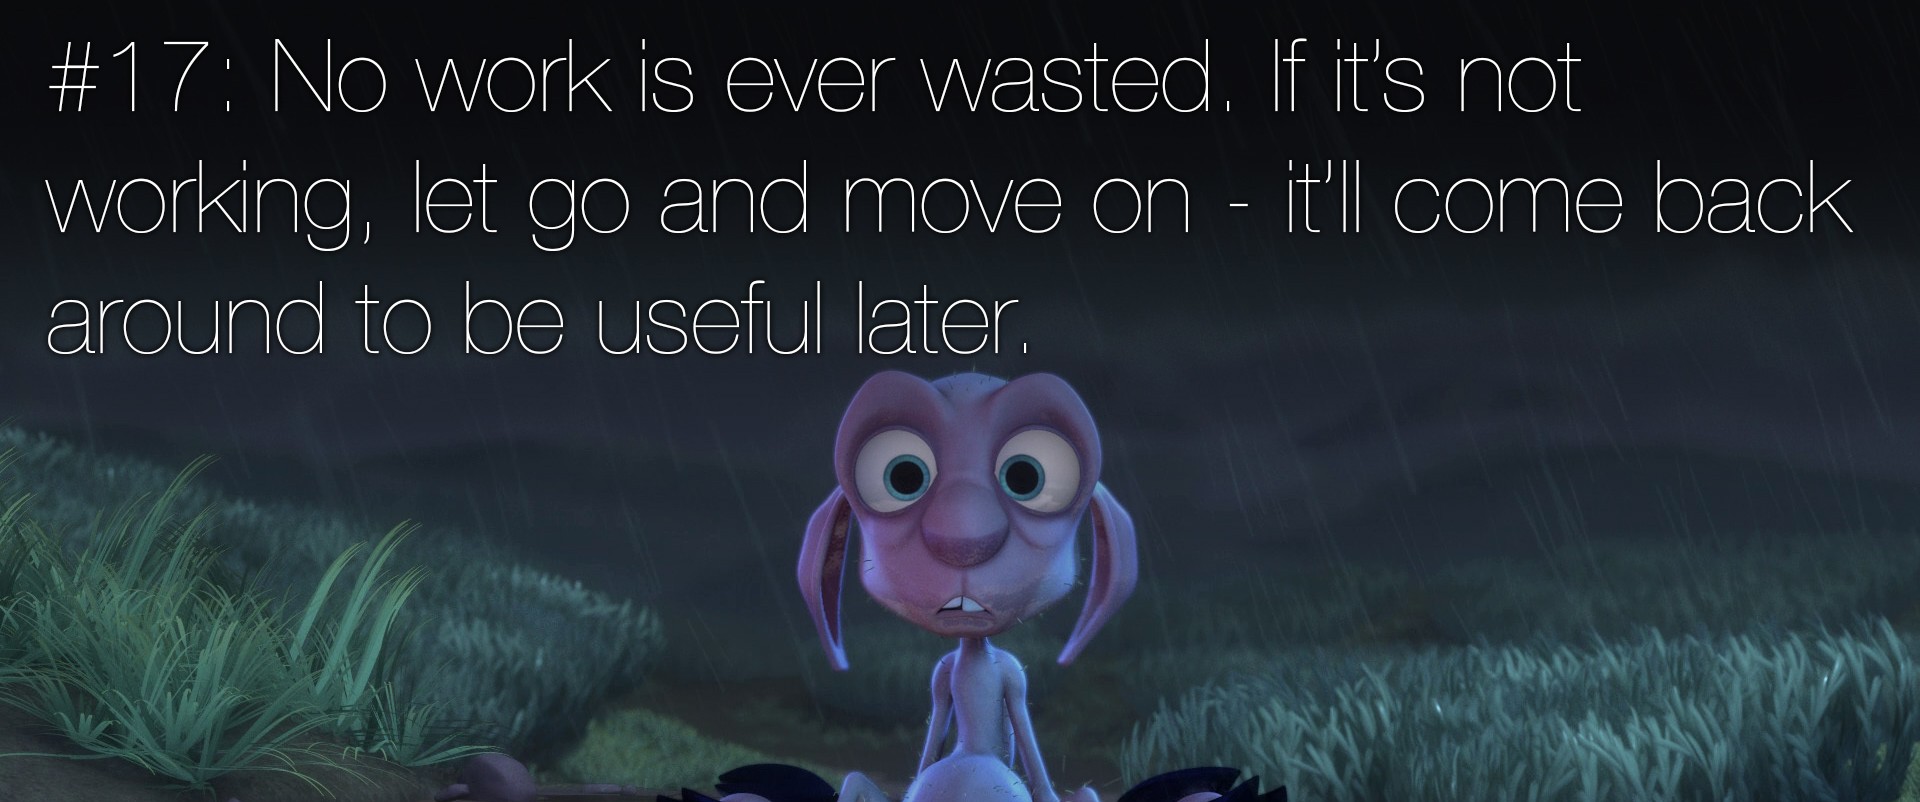 #17: No work is ever wasted. If it’s not
working, let go and move on - it’ll come back
around to be useful later.